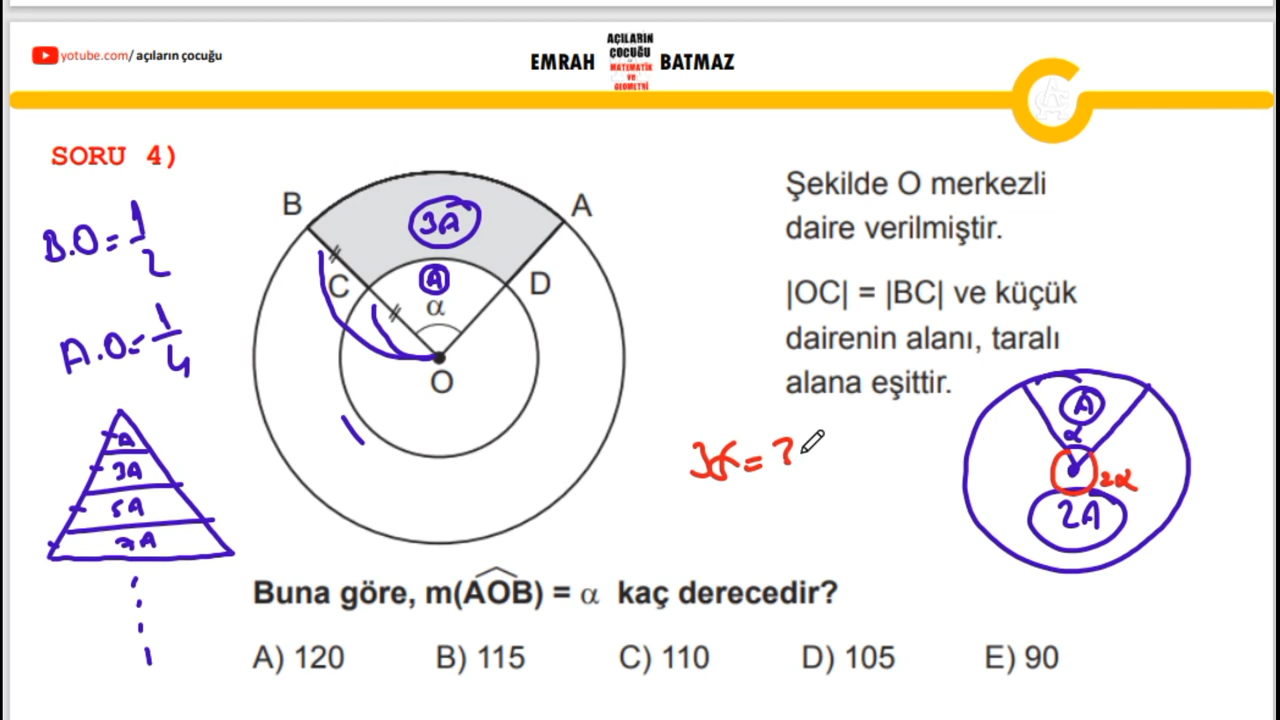 yotube.com/ açıların çocuğu
EMRAH
AÇILARIN
ÇOCUĞU
MATEMATİK
ve
GEOMETRİ
BATMAZ
SORU 4)
Şekilde O merkezli
daire verilmiştir.
|OC| = |BC| ve küçük
dairenin alanı, taralı
alana eşittir.
B
A
C
D
α
O
3A
A
B.O = 1/2
A.O = 1/4
A
3A
5A
7A
A
α
2α
2A
3α = ?
Buna göre, m(AOB) = α kaç derecedir?
A) 120 B) 115 C) 110 D) 105 E) 90